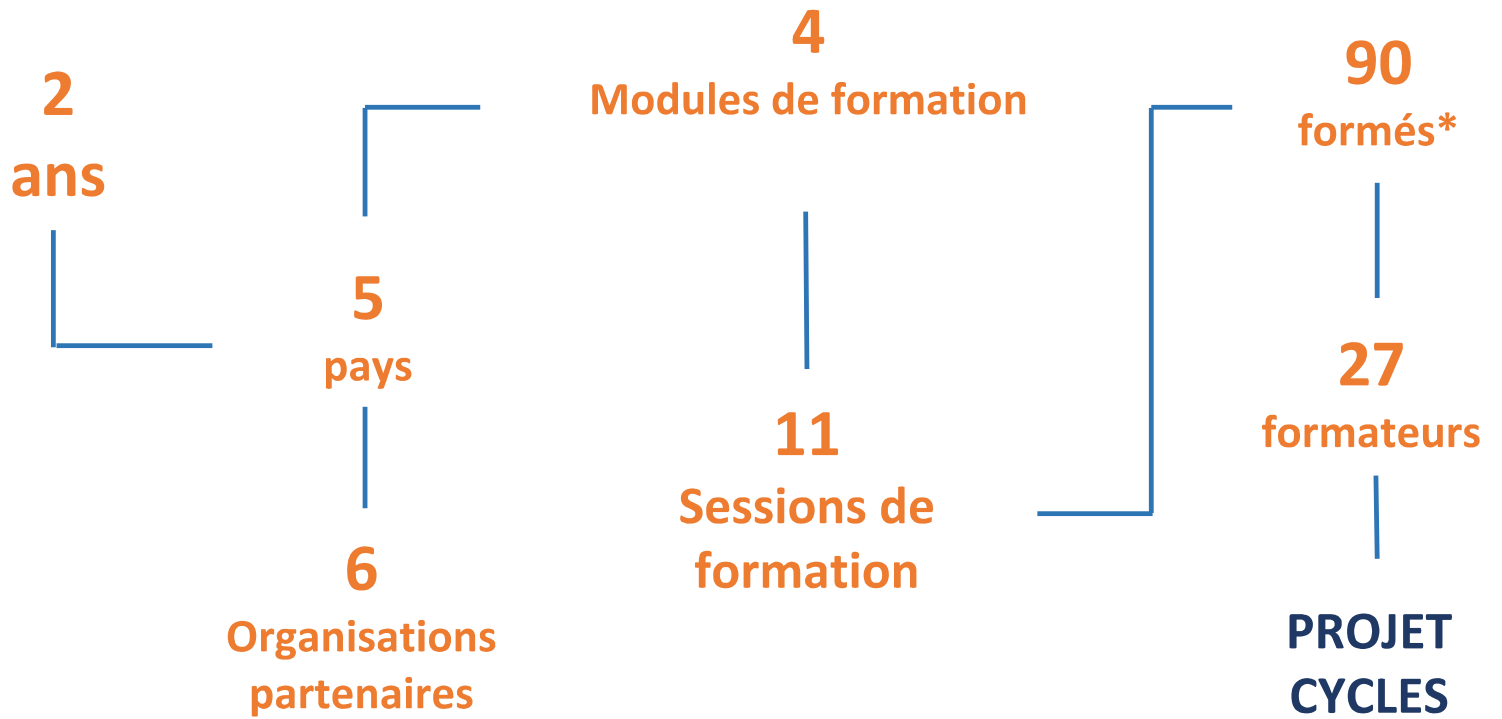 2
ans
5
pays
6
Organisations
partenaires
4
Modules de formation
11
Sessions de
formation
90
formés*
27
formateurs
PROJET
CYCLES